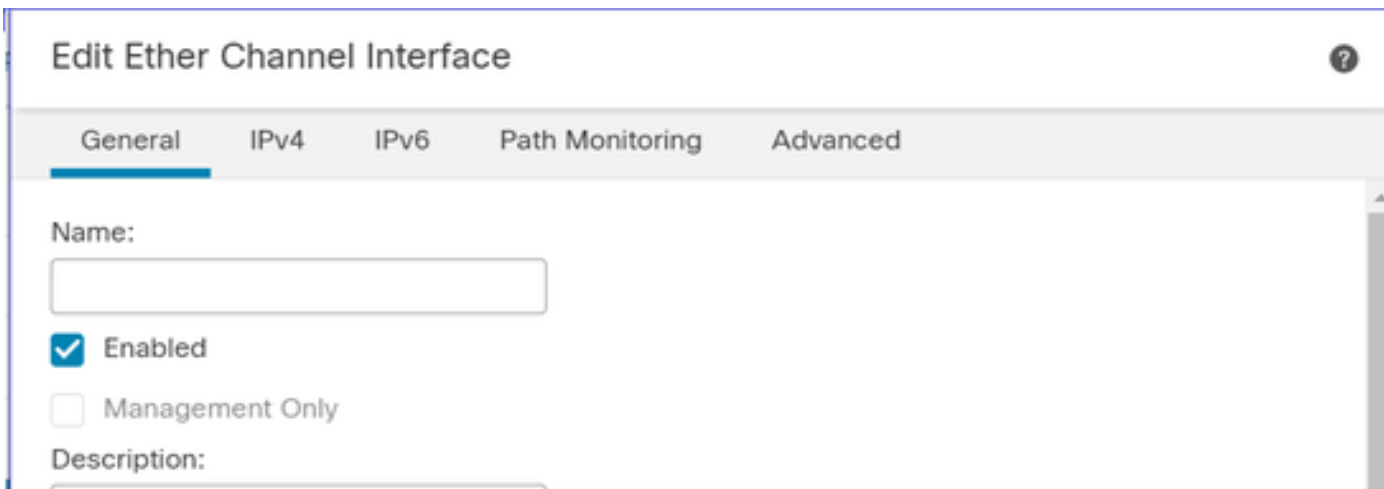 Edit Ether Channel Interface
General IPv4 IPv6 Path Monitoring Advanced
Name:
Enabled
Management Only
Description: